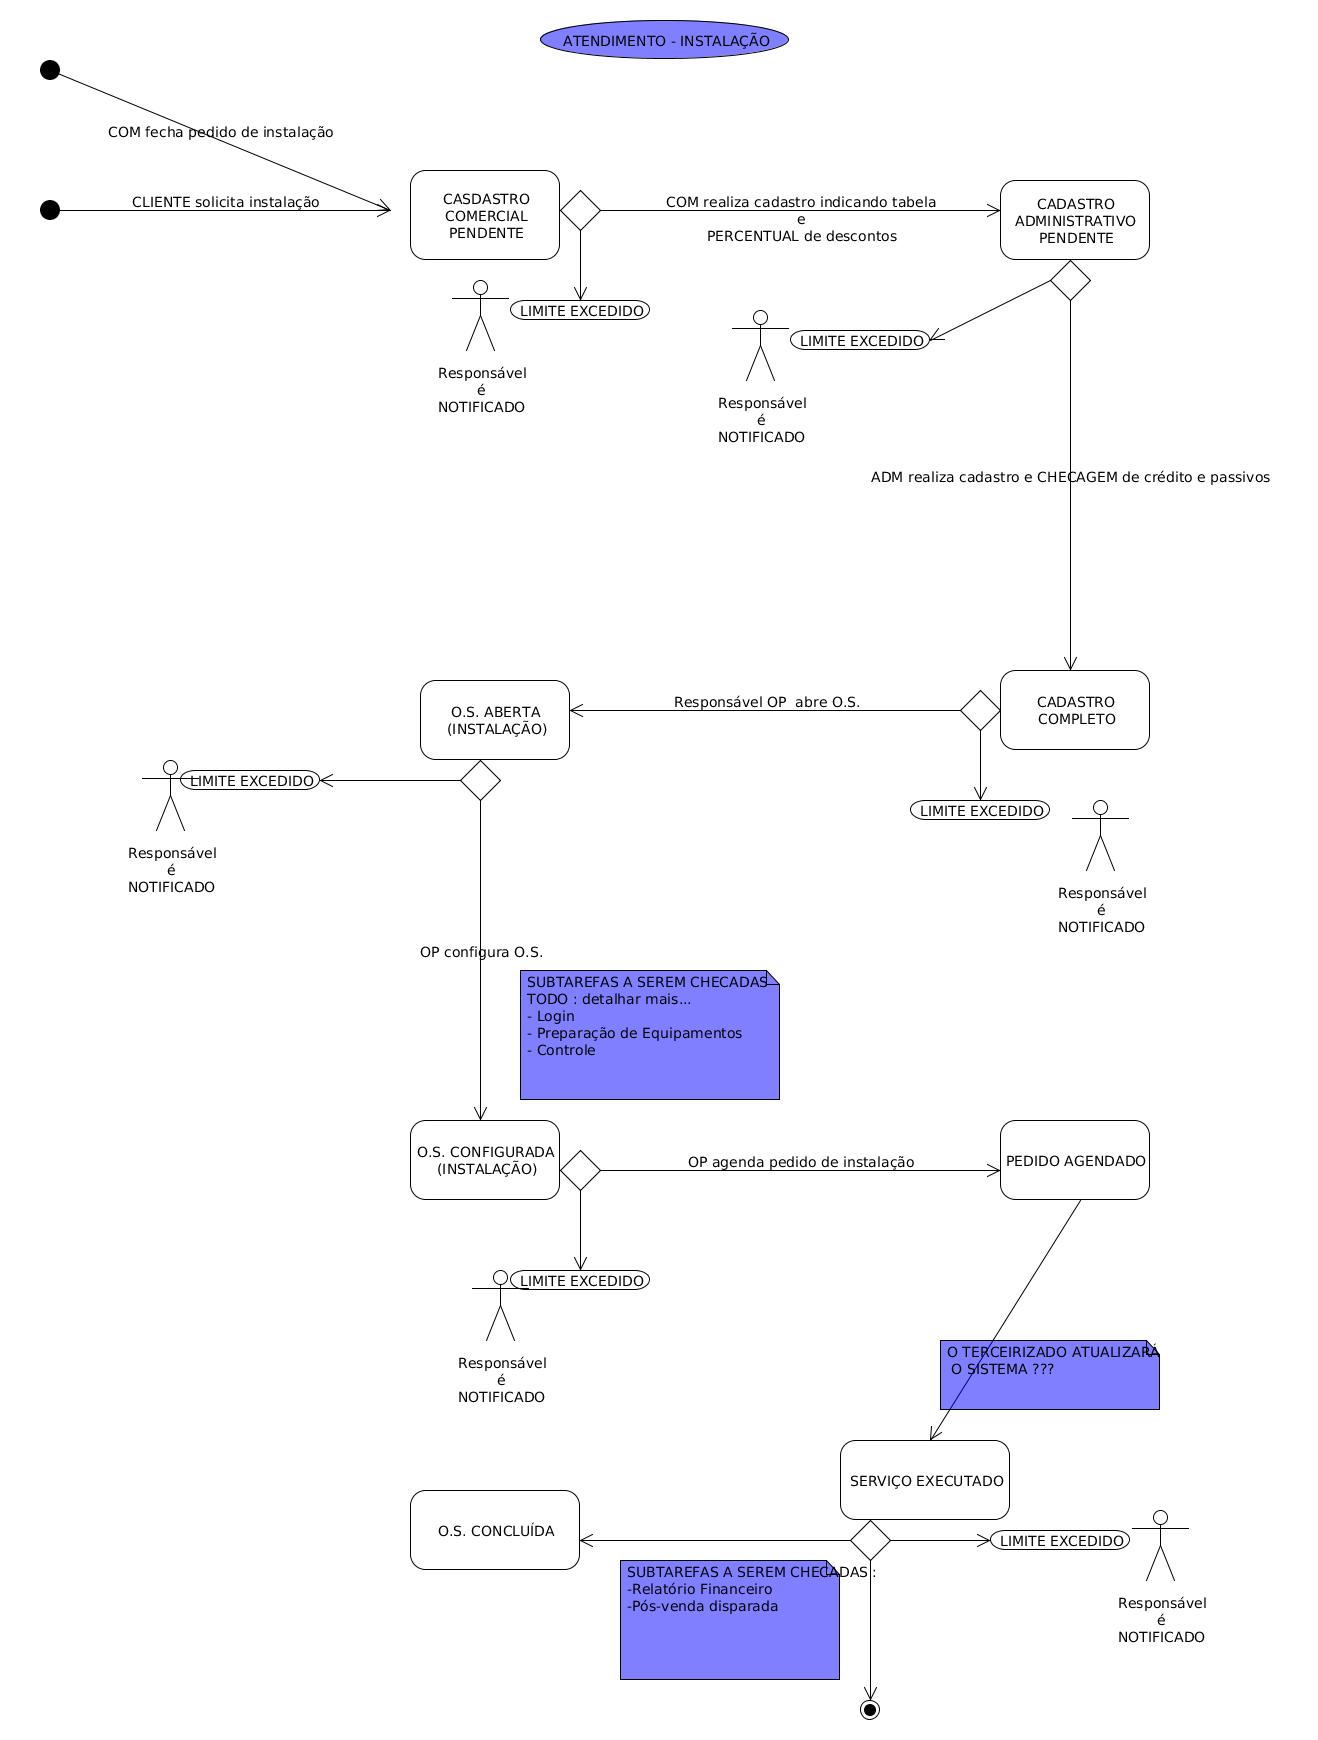 ATENDIMENTO - INSTALAÇÃO
COM fecha pedido de instalação
CLIENTE solicita instalação
CASDASTRO
COMERCIAL
PENDENTE
COM realiza cadastro indicando tabela
e
PERCENTUAL de descontos
CADASTRO
ADMINISTRATIVO
PENDENTE
LIMITE EXCEDIDO
Responsável
é
NOTIFICADO
LIMITE EXCEDIDO
Responsável
é
NOTIFICADO
ADM realiza cadastro e CHECAGEM de crédito e passivos
O.S. ABERTA
(INSTALAÇÃO)
Responsável OP  abre O.S.
CADASTRO
COMPLETO
LIMITE EXCEDIDO
Responsável
é
NOTIFICADO
LIMITE EXCEDIDO
Responsável
é
NOTIFICADO
OP configura O.S.
SUBTAREFAS A SEREM CHECADAS
TODO : detalhar mais...
- Login
- Preparação de Equipamentos
- Controle
O.S. CONFIGURADA
(INSTALAÇÃO)
OP agenda pedido de instalação
PEDIDO AGENDADO
LIMITE EXCEDIDO
Responsável
é
NOTIFICADO
O TERCEIRIZADO ATUALIZARÁ
O SISTEMA ???
SERVIÇO EXECUTADO
O.S. CONCLUÍDA
LIMITE EXCEDIDO
Responsável
é
NOTIFICADO
SUBTAREFAS A SEREM CHECADAS :
-Relatório Financeiro
-Pós-venda disparada